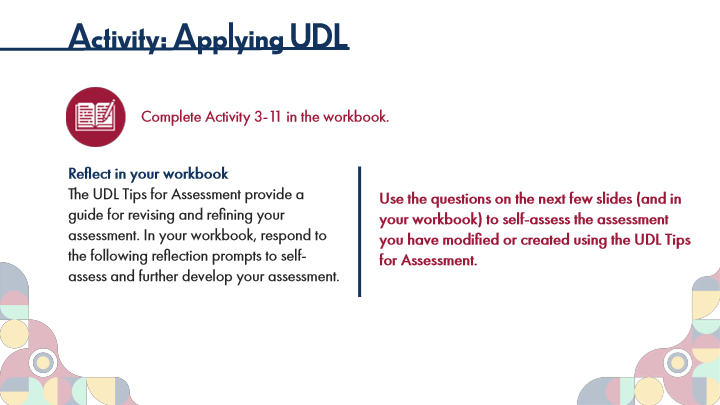 Activity: Applying UDL
Complete Activity 3-11 in the workbook.
Reflect in your workbook
The UDL Tips for Assessment provide a
guide for revising and refining your
assessment. In your workbook, respond to
the following reflection prompts to self-
assess and further develop your assessment.
Use the questions on the next few slides (and in
your workbook) to self-assess the assessment
you have modified or created using the UDL Tips
for Assessment.